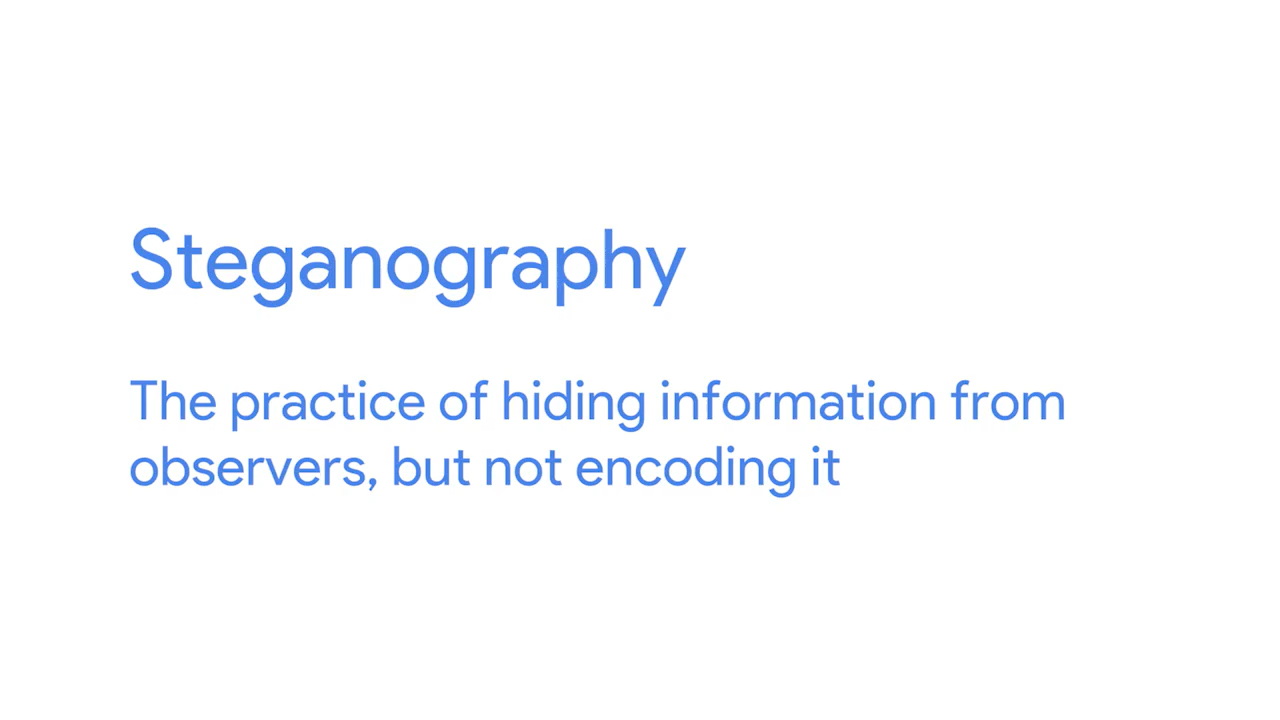 Steganography
The practice of hiding information from
observers, but not encoding it